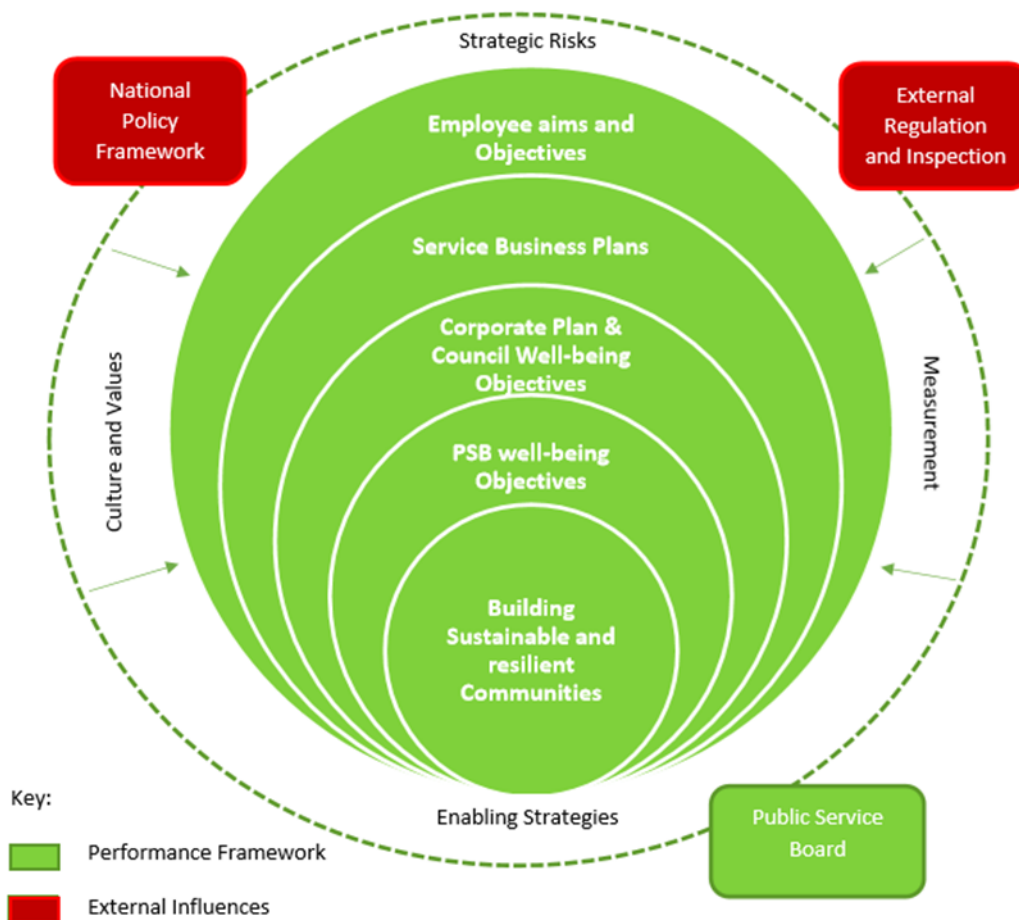 Strategic Risks
National
Policy
Framework
External
Regulation
and Inspection
Employee aims and
Objectives
Service Business Plans
Corporate Plan &
Council Well-being
Objectives
Culture and Values
Measurement
PSB well-being
Objectives
Building
Sustainable and
resilient
Communities
Enabling Strategies
Public Service
Board
Key:
Performance Framework
External Influences